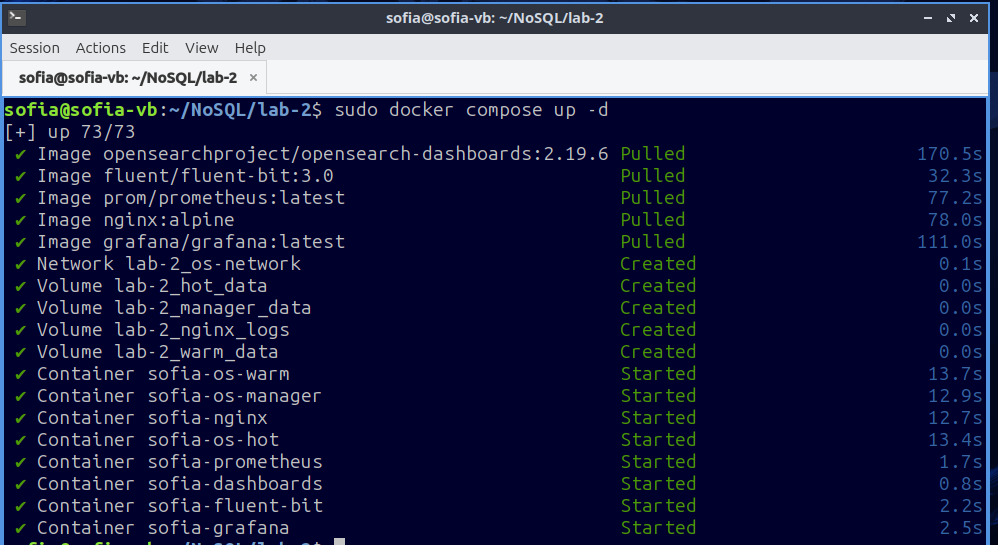 sofia@sofia-vb: ~/NoSQL/lab-2
Session Actions Edit View Help
sofia@sofia-vb: ~/NoSQL/lab-2 ×
sofia@sofia-vb:~/NoSQL/lab-2$ sudo docker compose up -d
[+] up 73/73
✔ Image opensearchproject/opensearch-dashboards:2.19.6 Pulled 170.5s
✔ Image fluent/fluent-bit:3.0 Pulled 32.3s
✔ Image prom/prometheus:latest Pulled 77.2s
✔ Image nginx:alpine Pulled 78.0s
✔ Image grafana/grafana:latest Pulled 111.0s
✔ Network lab-2_os-network Created 0.1s
✔ Volume lab-2_hot_data Created 0.0s
✔ Volume lab-2_manager_data Created 0.0s
✔ Volume lab-2_nginx_logs Created 0.0s
✔ Volume lab-2_warm_data Created 0.0s
✔ Container sofia-os-warm Started 13.7s
✔ Container sofia-os-manager Started 12.9s
✔ Container sofia-nginx Started 12.7s
✔ Container sofia-os-hot Started 13.4s
✔ Container sofia-prometheus Started 1.7s
✔ Container sofia-dashboards Started 0.8s
✔ Container sofia-fluent-bit Started 2.2s
✔ Container sofia-grafana Started 2.5s
sofia@sofia-vb:~/NoSQL/lab-2$